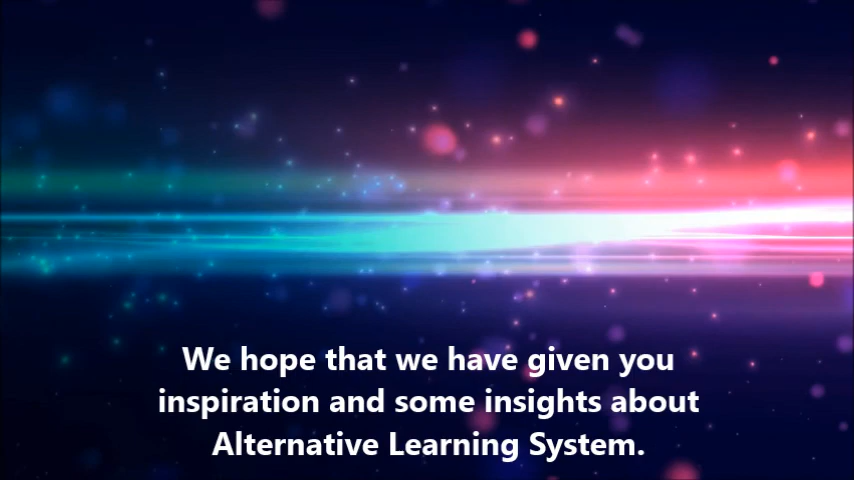 We hope that we have given you
inspiration and some insights about
Alternative Learning System.